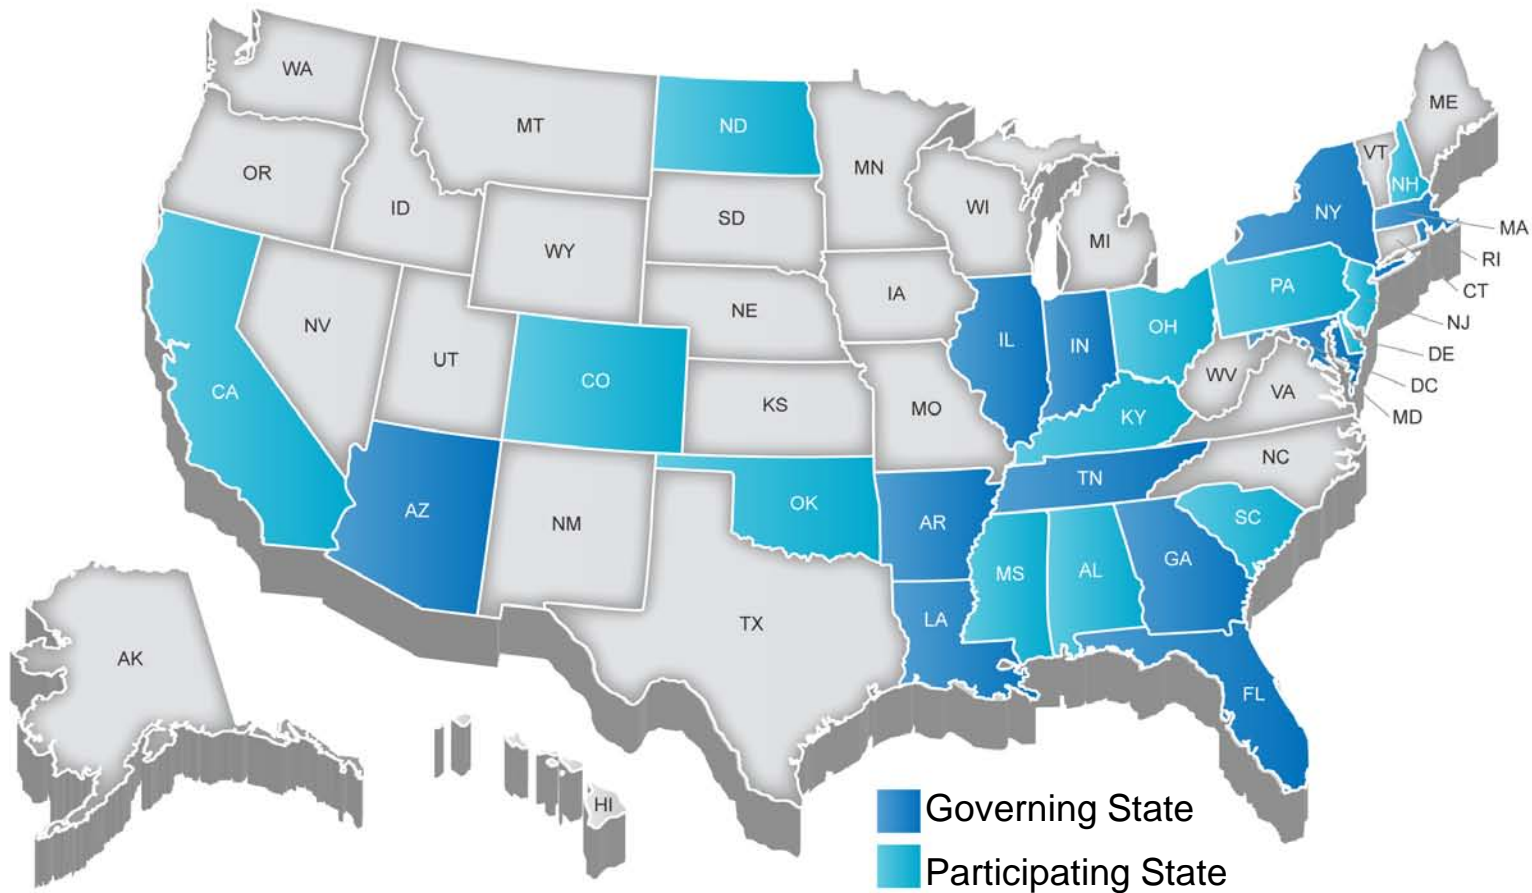 WA
MT
ND
MN
ME
OR
ID
SD
WI
MI
VT
NH
NY
MA
WY
RI
NE
IA
PA
CT
NV
UT
CO
IL
IN
OH
NJ
DE
CA
KS
MO
WV
VA
DC
KY
MD
AZ
NM
OK
AR
TN
NC
SC
MS
AL
GA
TX
LA
AK
FL
HI
Governing State
Participating State